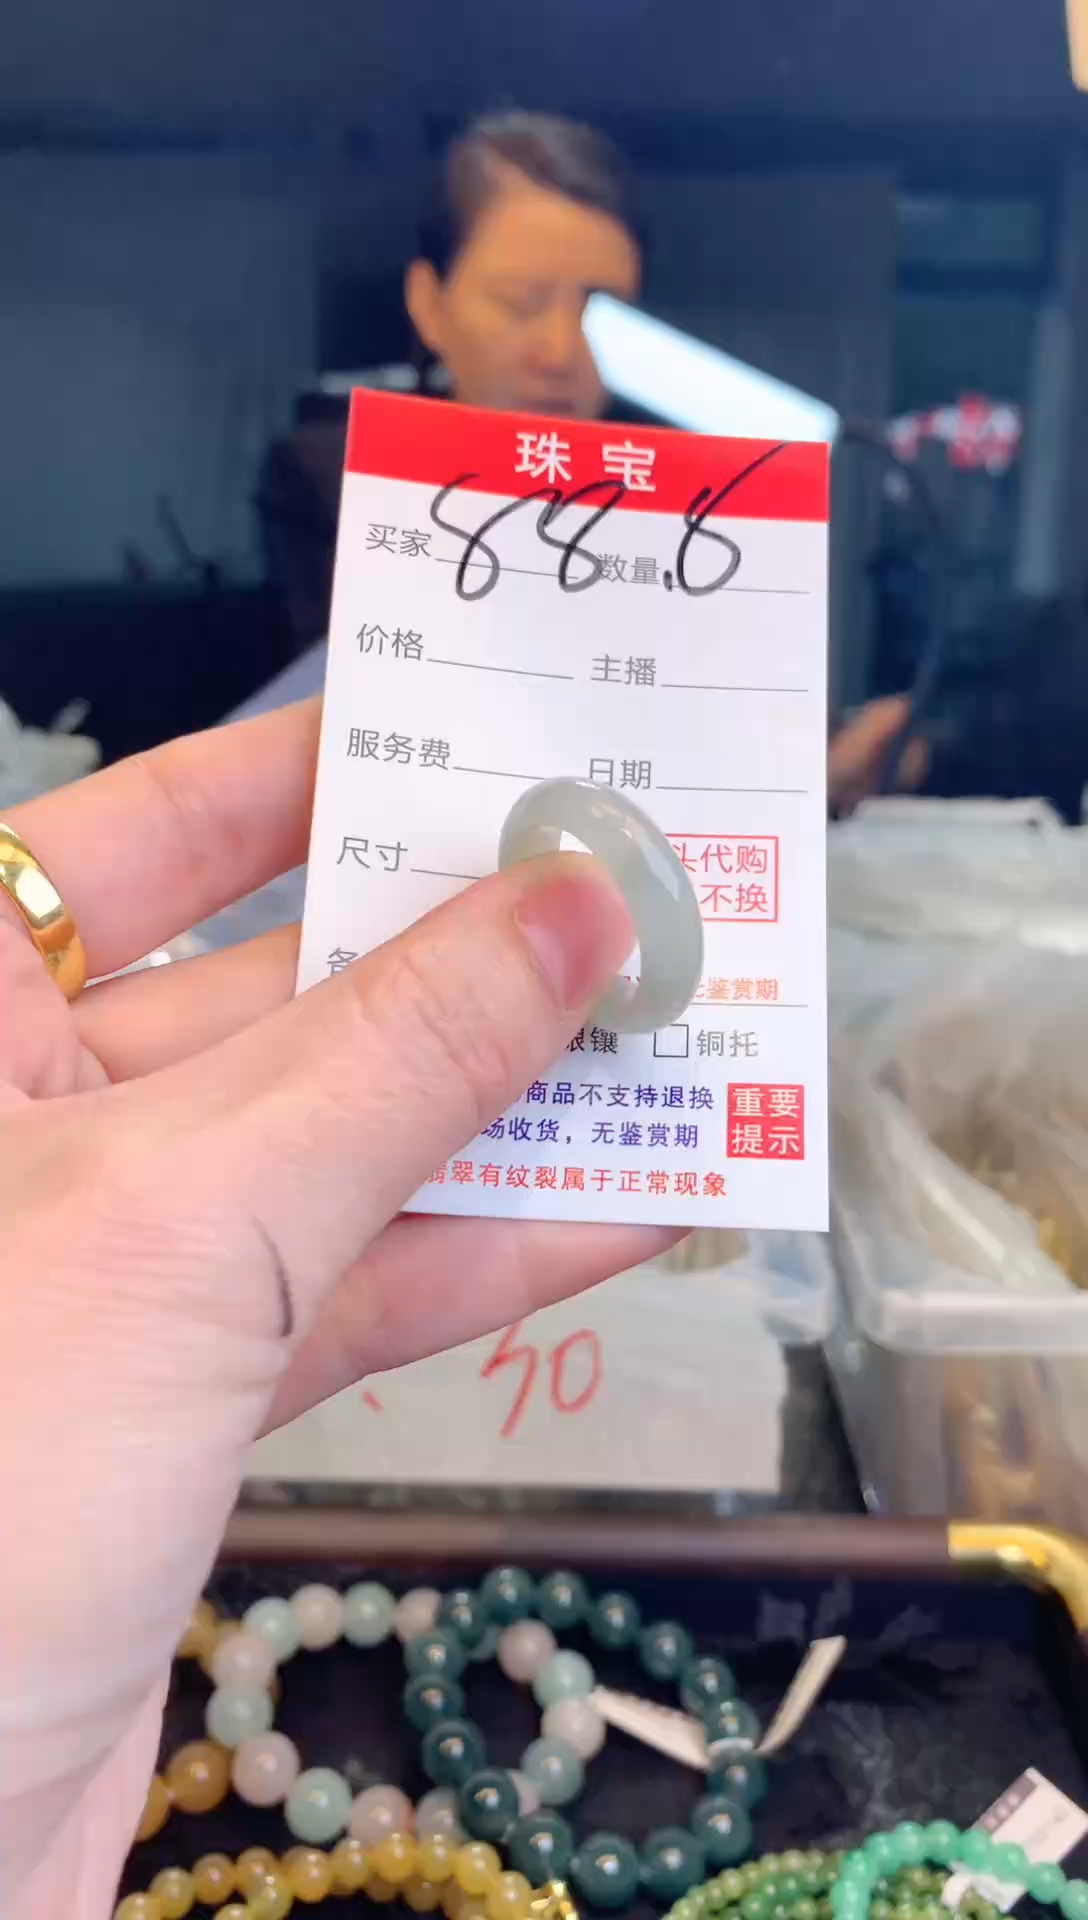 珠宝
88.8
买家 数量
价格 主播
服务费 日期
尺寸
头代购
不换
无鉴赏期
银镶 □铜托
商品不支持退换
场收货，无鉴赏期
重要
提示
翡翠有纹裂属于正常现象
50